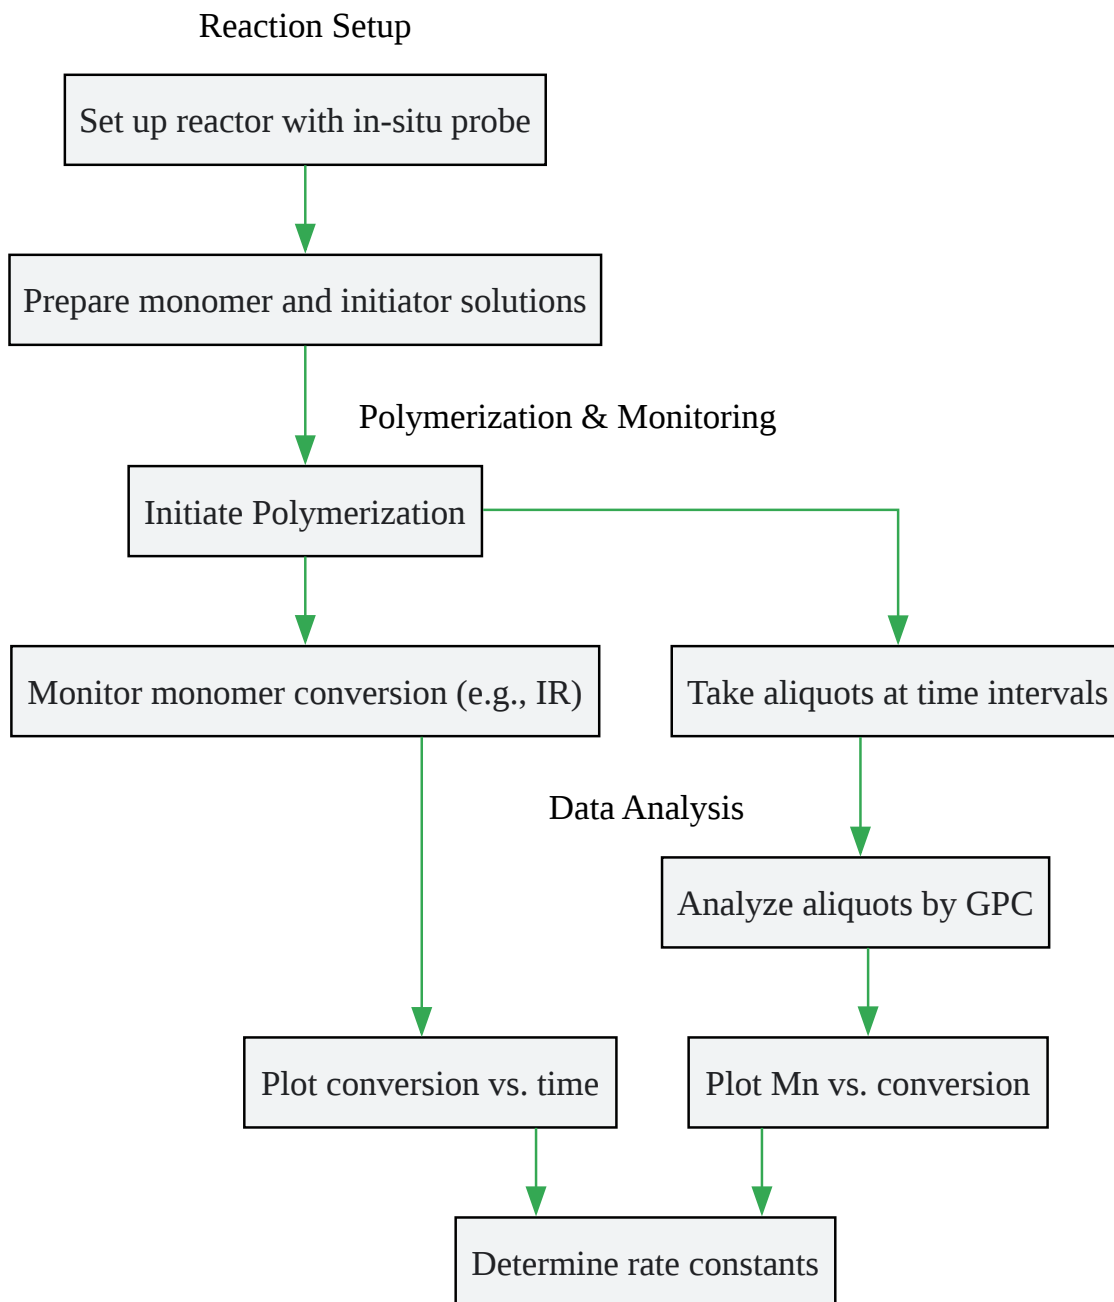 Reaction Setup
Set up reactor with in-situ probe
Prepare monomer and initiator solutions
Polymerization & Monitoring
Initiate Polymerization
Monitor monomer conversion (e.g., IR)
Take aliquots at time intervals
Data Analysis
Analyze aliquots by GPC
Plot conversion vs. time
Plot Mn vs. conversion
Determine rate constants